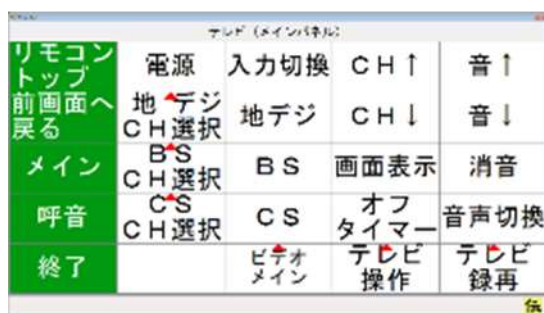 テレビ（メインパネル）
リモコン
トップ
電源
入力切換
ＣＨ↑
音↑
前画面へ
戻る
地デジ
ＣＨ選択
地デジ
ＣＨ↓
音↓
メイン
ＢＳ
ＣＨ選択
ＢＳ
画面表示
消音
呼音
ＣＳ
ＣＨ選択
ＣＳ
オフ
タイマー
音声切換
終了
ビデオ
メイン
テレビ
操作
テレビ
録再
伝